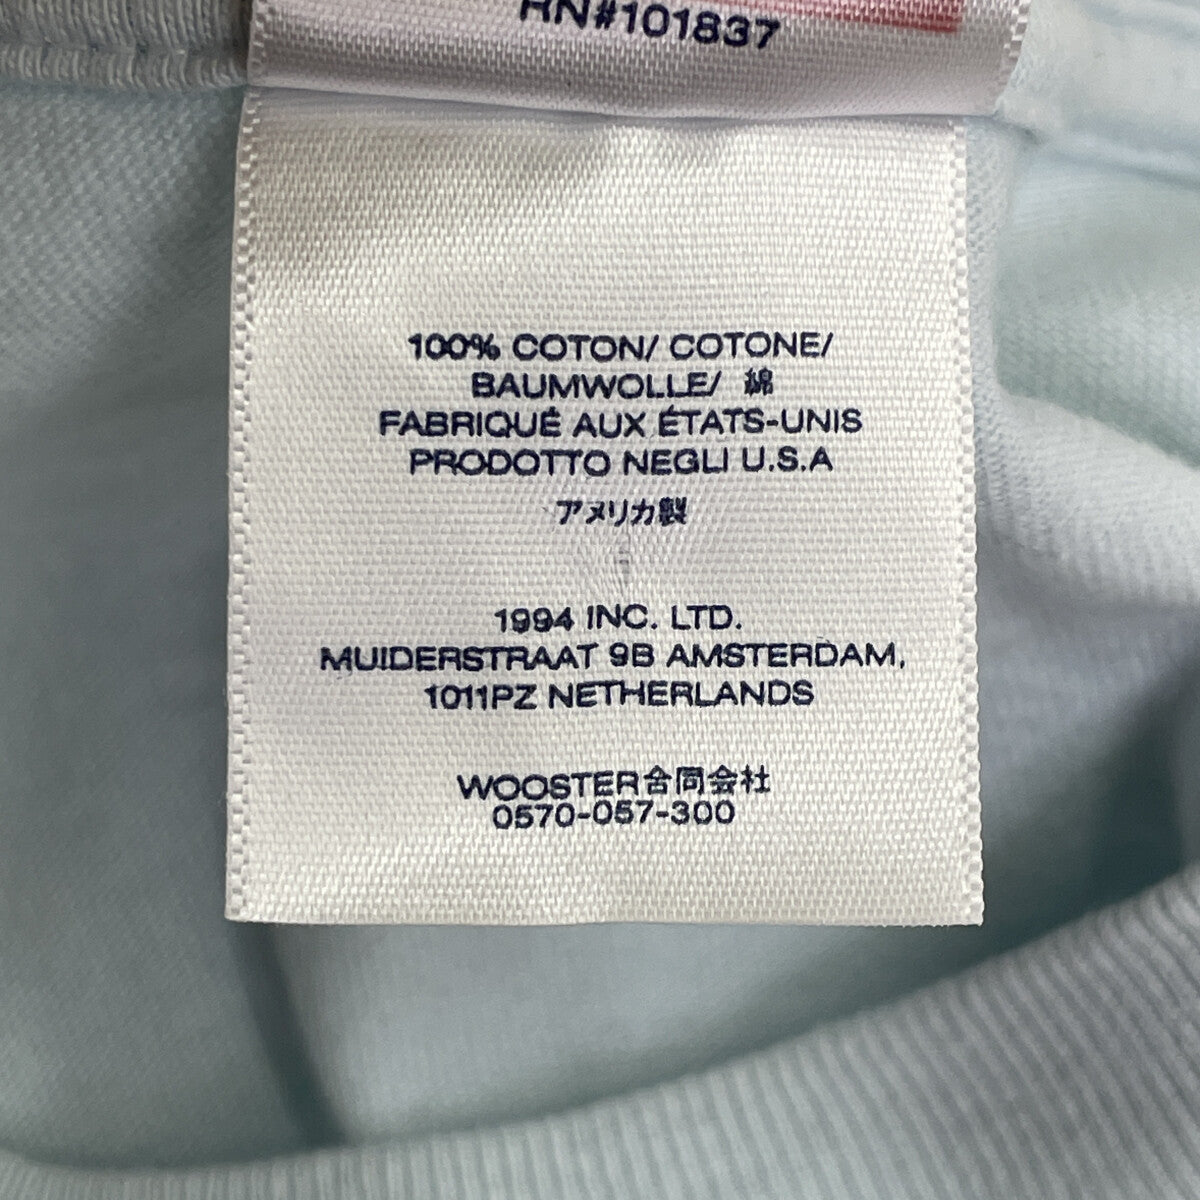 RN#101837
100% COTON/ COTONE/
BAUMWOLLE/ 綿
FABRIQUÉ AUX ÉTATS-UNIS
PRODOTTO NEGLI U.S.A
アメリカ製
1994 INC. LTD.
MUIDERSTRAAT 9B AMSTERDAM,
1011PZ NETHERLANDS
WOOSTER合同会社
0570-057-300